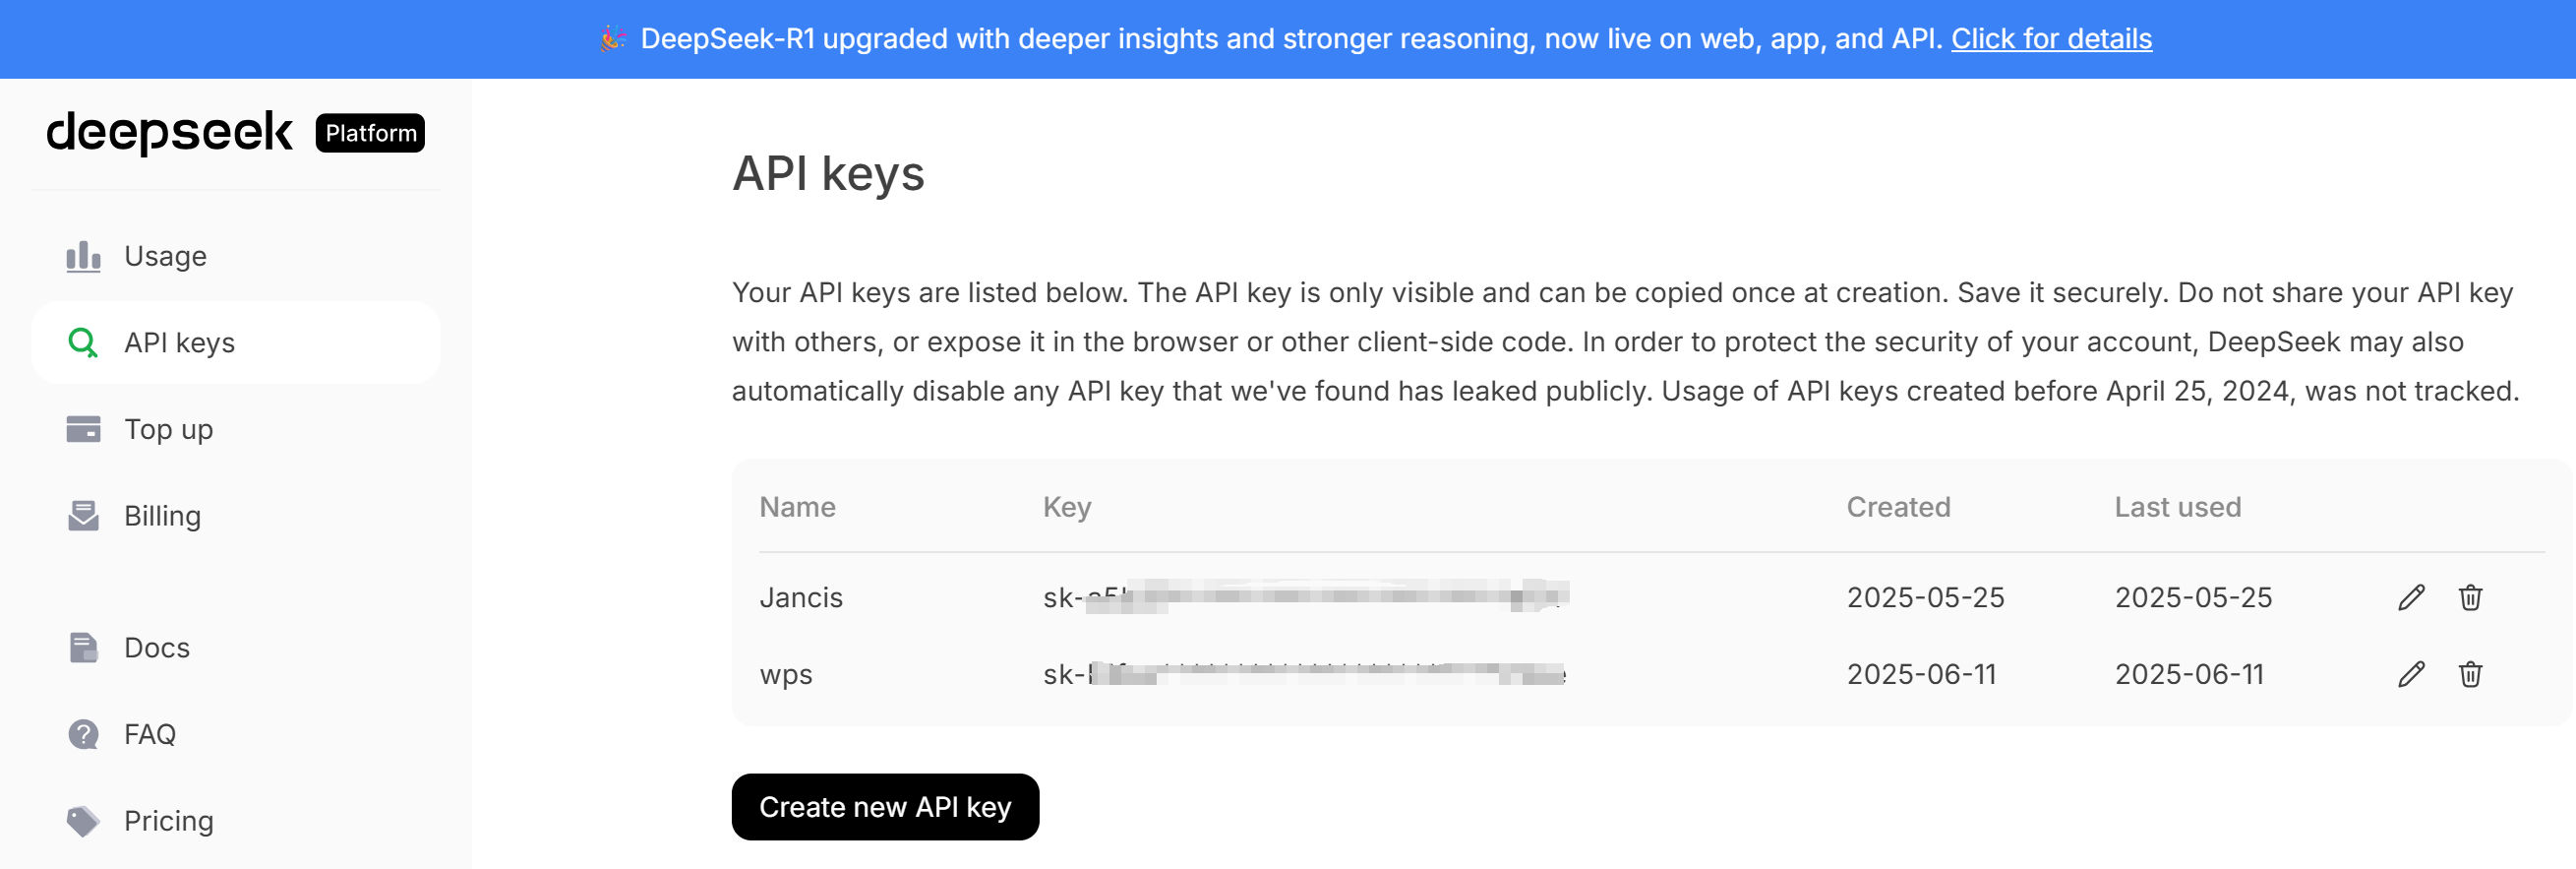 🎉 DeepSeek-R1 upgraded with deeper insights and stronger reasoning, now live on web, app, and API. Click for details
deepseek Platform
Usage
API keys
Top up
Billing
Docs
FAQ
Pricing
API keys
Your API keys are listed below. The API key is only visible and can be copied once at creation. Save it securely. Do not share your API key
with others, or expose it in the browser or other client-side code. In order to protect the security of your account, DeepSeek may also
automatically disable any API key that we've found has leaked publicly. Usage of API keys created before April 25, 2024, was not tracked.
Name Key Created Last used
Jancis sk- 2025-05-25 2025-05-25
wps sk- 2025-06-11 2025-06-11
Create new API key